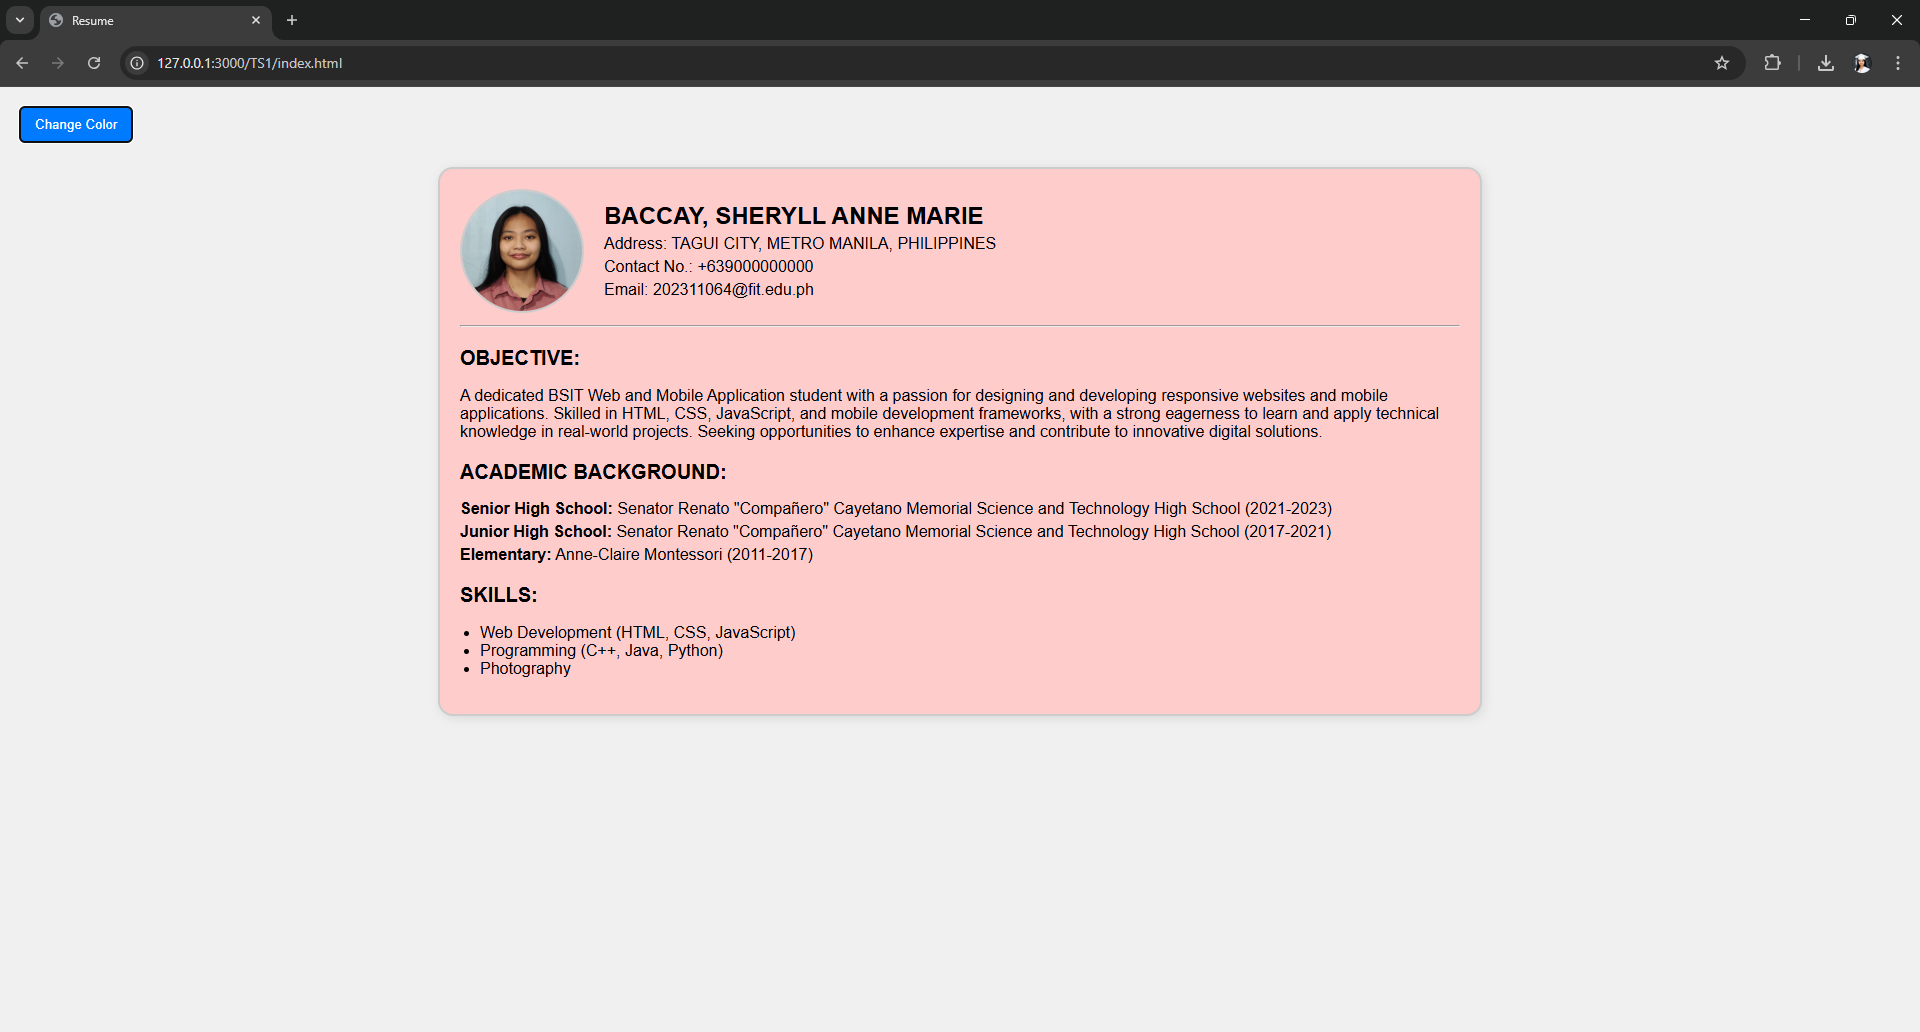 Resume
127.0.0.1:3000/TS1/index.html
Change Color
BACCAY, SHERYLL ANNE MARIE
Address: TAGUI CITY, METRO MANILA, PHILIPPINES
Contact No.: +639000000000
Email: 202311064@fit.edu.ph
OBJECTIVE:
A dedicated BSIT Web and Mobile Application student with a passion for designing and developing responsive websites and mobile
applications. Skilled in HTML, CSS, JavaScript, and mobile development frameworks, with a strong eagerness to learn and apply technical
knowledge in real-world projects. Seeking opportunities to enhance expertise and contribute to innovative digital solutions.
ACADEMIC BACKGROUND:
Senior High School: Senator Renato "Compañero" Cayetano Memorial Science and Technology High School (2021-2023)
Junior High School: Senator Renato "Compañero" Cayetano Memorial Science and Technology High School (2017-2021)
Elementary: Anne-Claire Montessori (2011-2017)
SKILLS:
• Web Development (HTML, CSS, JavaScript)
• Programming (C++, Java, Python)
• Photography